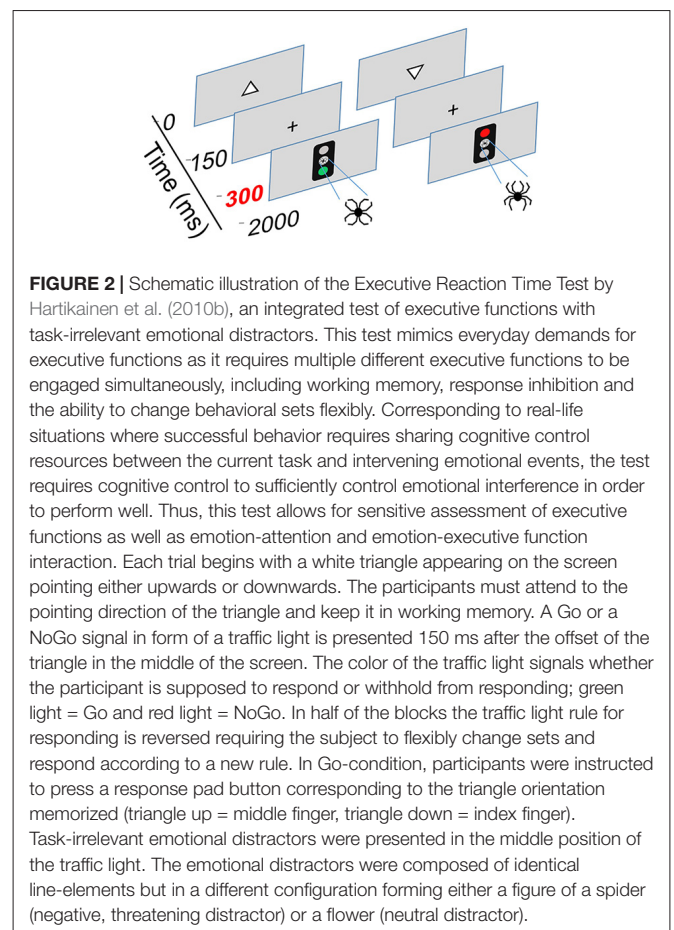 0
150
300
2000
Time (ms)
FIGURE 2 | Schematic illustration of the Executive Reaction Time Test by
Hartikainen et al. (2010b), an integrated test of executive functions with
task-irrelevant emotional distractors. This test mimics everyday demands for
executive functions as it requires multiple different executive functions to be
engaged simultaneously, including working memory, response inhibition and
the ability to change behavioral sets flexibly. Corresponding to real-life
situations where successful behavior requires sharing cognitive control
resources between the current task and intervening emotional events, the test
requires cognitive control to sufficiently control emotional interference in order
to perform well. Thus, this test allows for sensitive assessment of executive
functions as well as emotion-attention and emotion-executive function
interaction. Each trial begins with a white triangle appearing on the screen
pointing either upwards or downwards. The participants must attend to the
pointing direction of the triangle and keep it in working memory. A Go or a
NoGo signal in form of a traffic light is presented 150 ms after the offset of the
triangle in the middle of the screen. The color of the traffic light signals whether
the participant is supposed to respond or withhold from responding; green
light = Go and red light = NoGo. In half of the blocks the traffic light rule for
responding is reversed requiring the subject to flexibly change sets and
respond according to a new rule. In Go-condition, participants were instructed
to press a response pad button corresponding to the triangle orientation
memorized (triangle up = middle finger, triangle down = index finger).
Task-irrelevant emotional distractors were presented in the middle position of
the traffic light. The emotional distractors were composed of identical
line-elements but in a different configuration forming either a figure of a spider
(negative, threatening distractor) or a flower (neutral distractor).